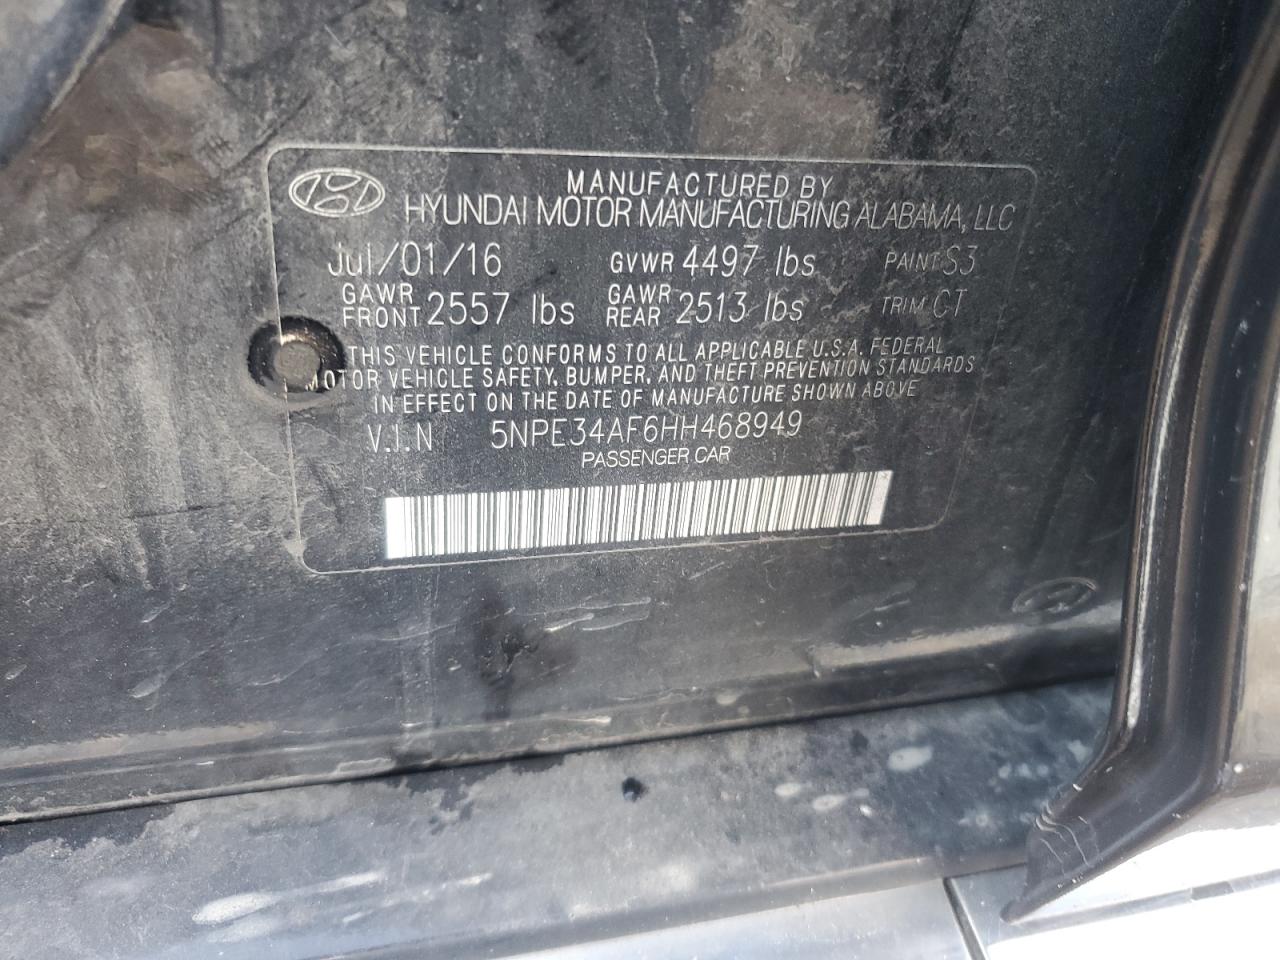 MANUFACTURED BY
HYUNDAI MOTOR MANUFACTURING ALABAMA, LLC
Jul/01/16 GVWR 4497 lbs PAINT S3
GAWR FRONT 2557 lbs GAWR REAR 2513 lbs TRIM CT
THIS VEHICLE CONFORMS TO ALL APPLICABLE U.S.A. FEDERAL
MOTOR VEHICLE SAFETY, BUMPER, AND THEFT PREVENTION STANDARDS
IN EFFECT ON THE DATE OF MANUFACTURE SHOWN ABOVE
V.I.N 5NPE34AF6HH468949
PASSENGER CAR